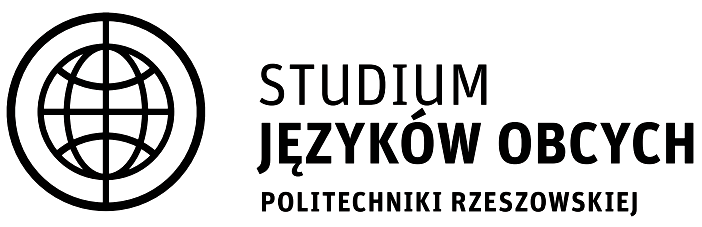 STUDIUM
JĘZYKÓW OBCYCH
POLITECHNIKI RZESZOWSKIEJ